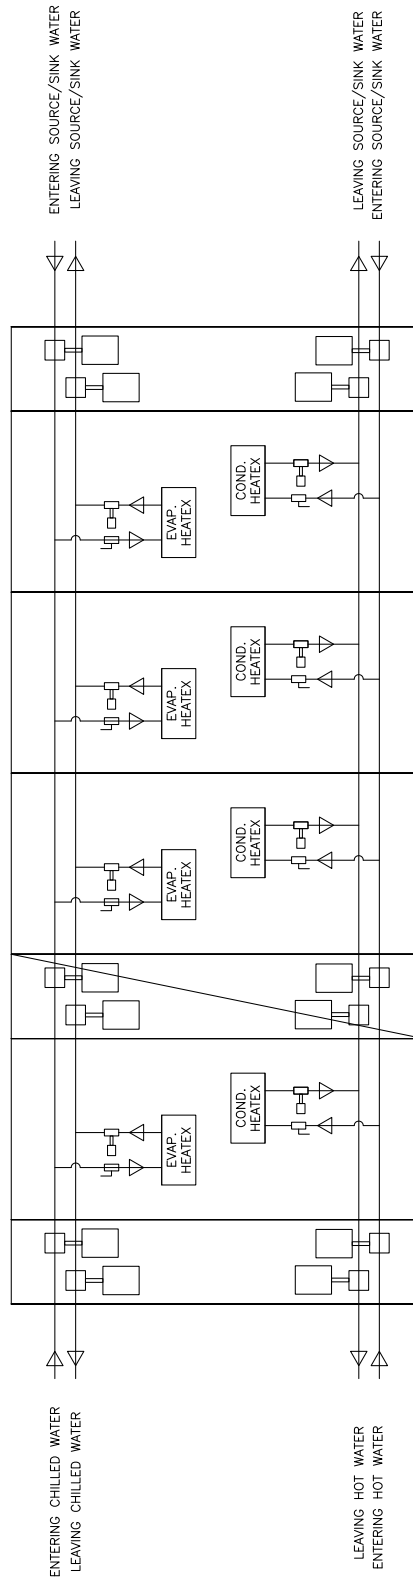 ENTERING CHILLED WATER
LEAVING CHILLED WATER
ENTERING SOURCE/SINK WATER
LEAVING SOURCE/SINK WATER
EVAP.
HEATEX
EVAP.
HEATEX
EVAP.
HEATEX
EVAP.
HEATEX
COND.
HEATEX
COND.
HEATEX
COND.
HEATEX
COND.
HEATEX
LEAVING HOT WATER
ENTERING HOT WATER
LEAVING SOURCE/SINK WATER
ENTERING SOURCE/SINK WATER